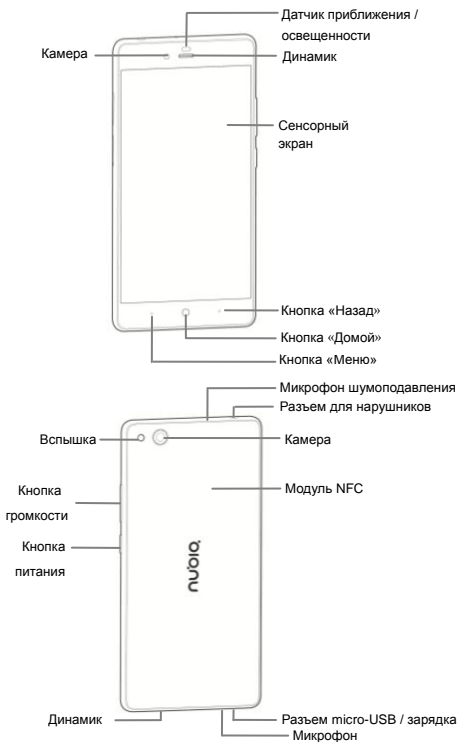 Датчик приближения /
освещенности
Камера
Динамик
Сенсорный
экран
Кнопка «Назад»
Кнопка «Домой»
Кнопка «Меню»
Микрофон шумоподавления
Разъем для нарушников
Вспышка
Камера
Модуль NFC
Кнопка
громкости
Кнопка
питания
nubia
Динамик
Разъем micro-USB / зарядка
Микрофон